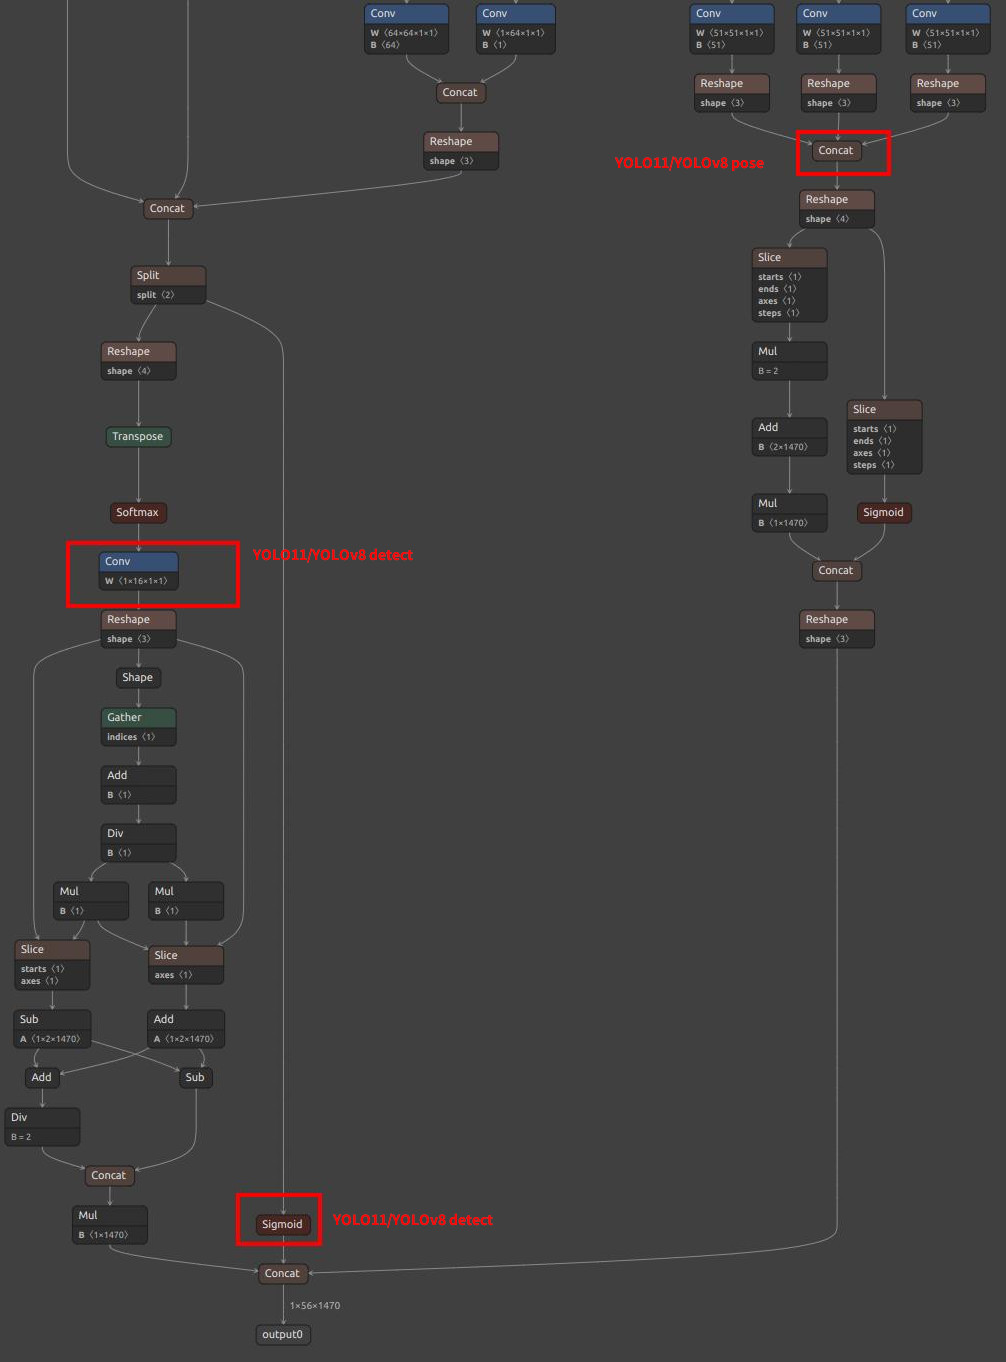 Conv
W 〈64×64×1×1〉
B 〈64〉
Conv
W 〈1×64×1×1〉
B 〈1〉
Conv
W 〈51×51×1×1〉
B 〈51〉
Conv
W 〈51×51×1×1〉
B 〈51〉
Conv
W 〈51×51×1×1〉
B 〈51〉
Concat
Reshape
shape 〈3〉
Reshape
shape 〈3〉
Reshape
shape 〈3〉
Reshape
shape 〈3〉
Concat
YOLO11/YOLOv8 pose
Concat
Reshape
shape 〈4〉
Split
split 〈2〉
Slice
starts 〈1〉
ends 〈1〉
axes 〈1〉
steps 〈1〉
Reshape
shape 〈4〉
Mul
B = 2
Transpose
Add
B 〈2×1470〉
Slice
starts 〈1〉
ends 〈1〉
axes 〈1〉
steps 〈1〉
Softmax
Mul
B 〈1×1470〉
Sigmoid
Conv
W 〈1×16×1×1〉
YOLO11/YOLOv8 detect
Concat
Reshape
shape 〈3〉
Reshape
shape 〈3〉
Shape
Gather
indices 〈1〉
Add
B 〈1〉
Div
B 〈1〉
Mul
B 〈1〉
Mul
B 〈1〉
Slice
starts 〈1〉
axes 〈1〉
Slice
axes 〈1〉
Sub
A 〈1×2×1470〉
Add
A 〈1×2×1470〉
Add
Sub
Div
B = 2
Concat
Mul
B 〈1×1470〉
Sigmoid
YOLO11/YOLOv8 detect
Concat
1×56×1470
output0